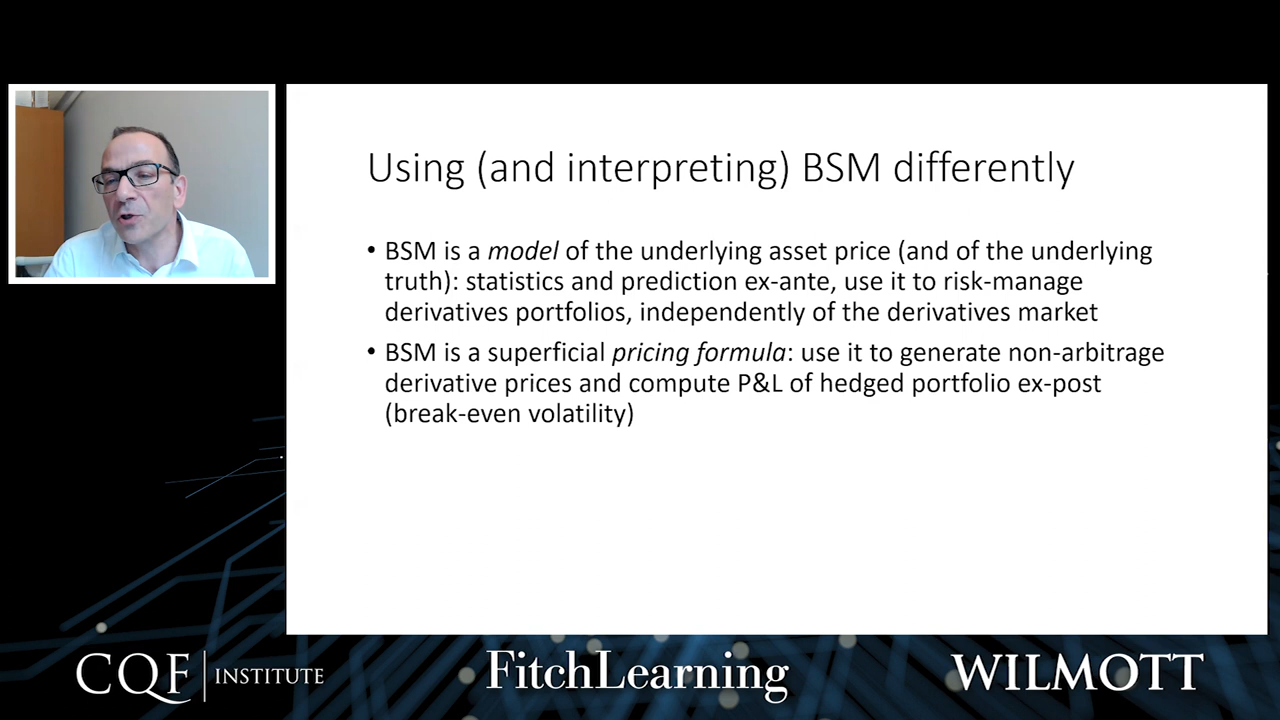 Using (and interpreting) BSM differently
• BSM is a model of the underlying asset price (and of the underlying
truth): statistics and prediction ex-ante, use it to risk-manage
derivatives portfolios, independently of the derivatives market
• BSM is a superficial pricing formula: use it to generate non-arbitrage
derivative prices and compute P&L of hedged portfolio ex-post
(break-even volatility)
CQF INSTITUTE
FitchLearning
WILMOTT